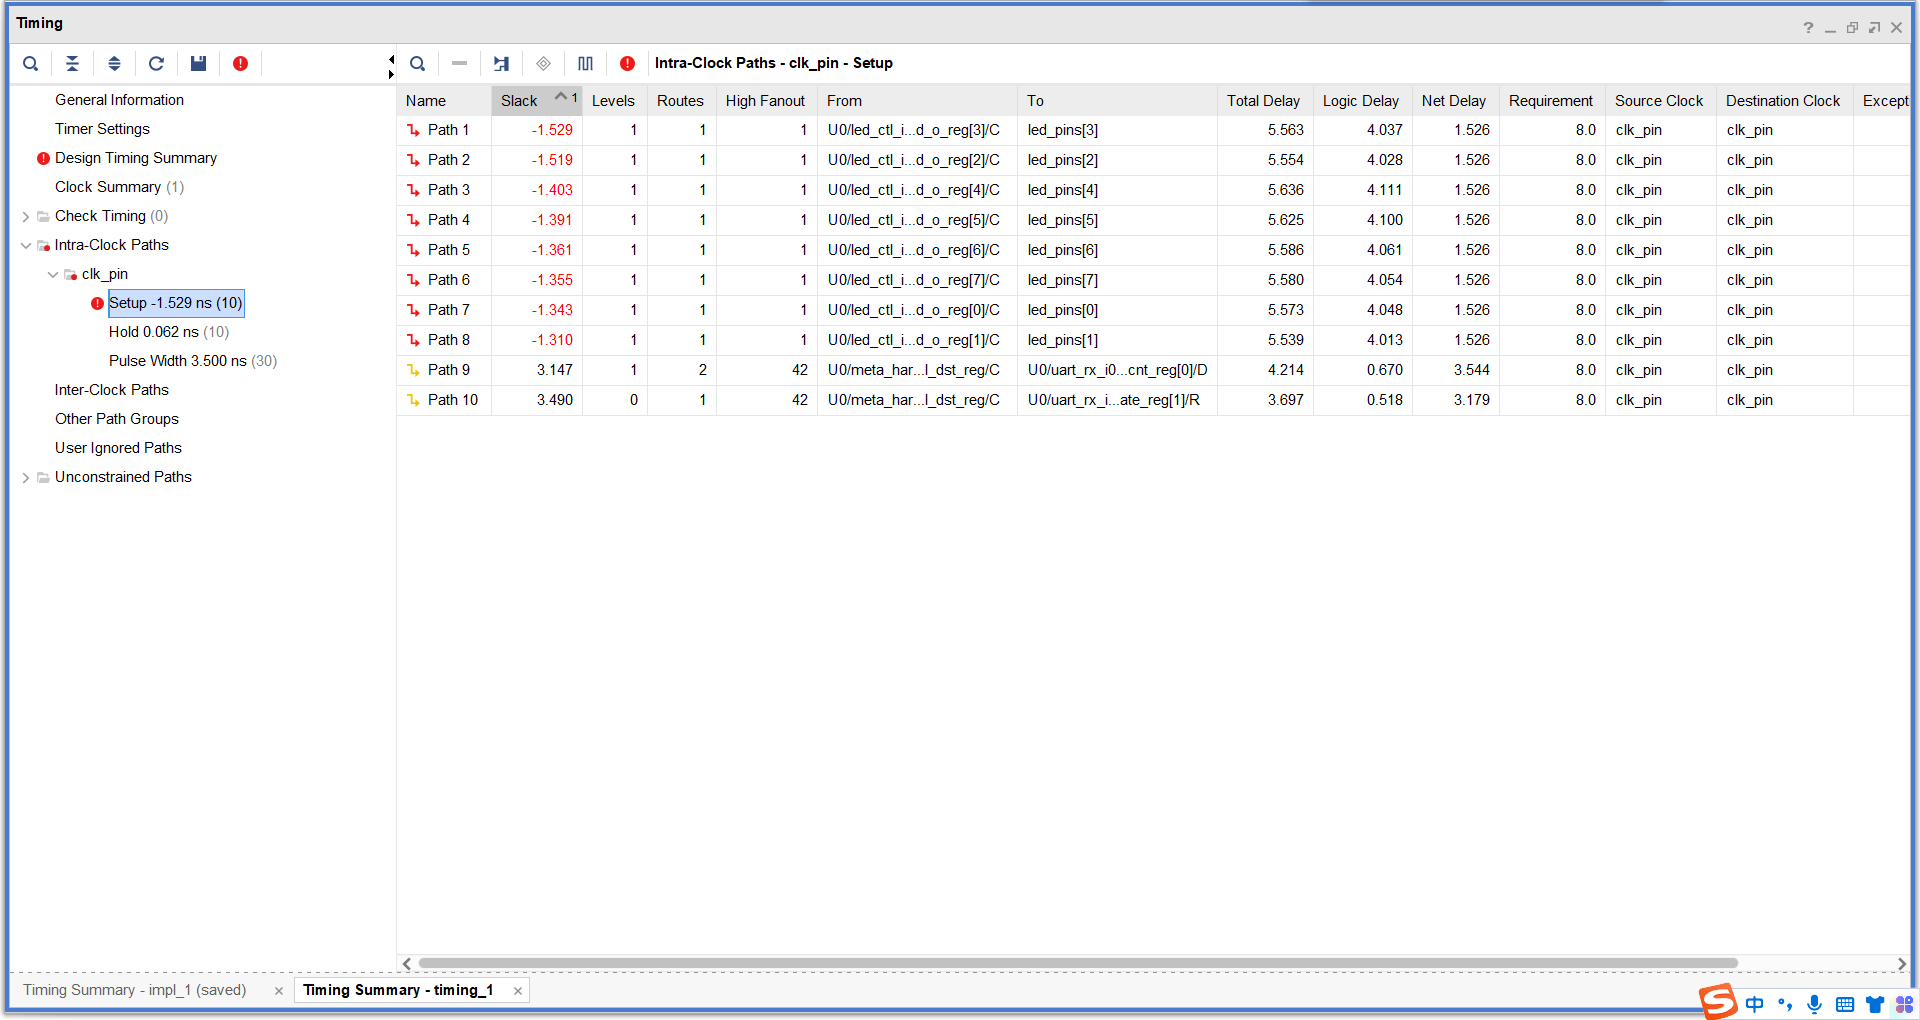 Timing
Intra-Clock Paths - clk_pin - Setup
General Information
Timer Settings
Design Timing Summary
Clock Summary (1)
Check Timing (0)
Intra-Clock Paths
clk_pin
Setup -1.529 ns (10)
Hold 0.062 ns (10)
Pulse Width 3.500 ns (30)
Inter-Clock Paths
Other Path Groups
User Ignored Paths
Unconstrained Paths
Name Slack 1 Levels Routes High Fanout From To Total Delay Logic Delay Net Delay Requirement Source Clock Destination Clock Except
Path 1 -1.529 1 1 1 U0/led_ctl_i...d_o_reg[3]/C led_pins[3] 5.563 4.037 1.526 8.0 clk_pin clk_pin
Path 2 -1.519 1 1 1 U0/led_ctl_i...d_o_reg[2]/C led_pins[2] 5.554 4.028 1.526 8.0 clk_pin clk_pin
Path 3 -1.403 1 1 1 U0/led_ctl_i...d_o_reg[4]/C led_pins[4] 5.636 4.111 1.526 8.0 clk_pin clk_pin
Path 4 -1.391 1 1 1 U0/led_ctl_i...d_o_reg[5]/C led_pins[5] 5.625 4.100 1.526 8.0 clk_pin clk_pin
Path 5 -1.361 1 1 1 U0/led_ctl_i...d_o_reg[6]/C led_pins[6] 5.586 4.061 1.526 8.0 clk_pin clk_pin
Path 6 -1.355 1 1 1 U0/led_ctl_i...d_o_reg[7]/C led_pins[7] 5.580 4.054 1.526 8.0 clk_pin clk_pin
Path 7 -1.343 1 1 1 U0/led_ctl_i...d_o_reg[0]/C led_pins[0] 5.573 4.048 1.526 8.0 clk_pin clk_pin
Path 8 -1.310 1 1 1 U0/led_ctl_i...d_o_reg[1]/C led_pins[1] 5.539 4.013 1.526 8.0 clk_pin clk_pin
Path 9 3.147 1 2 42 U0/meta_har...l_dst_reg/C U0/uart_rx_i0...cnt_reg[0]/D 4.214 0.670 3.544 8.0 clk_pin clk_pin
Path 10 3.490 0 1 42 U0/meta_har...l_dst_reg/C U0/uart_rx_i...ate_reg[1]/R 3.697 0.518 3.179 8.0 clk_pin clk_pin
Timing Summary - impl_1 (saved)
Timing Summary - timing_1
中